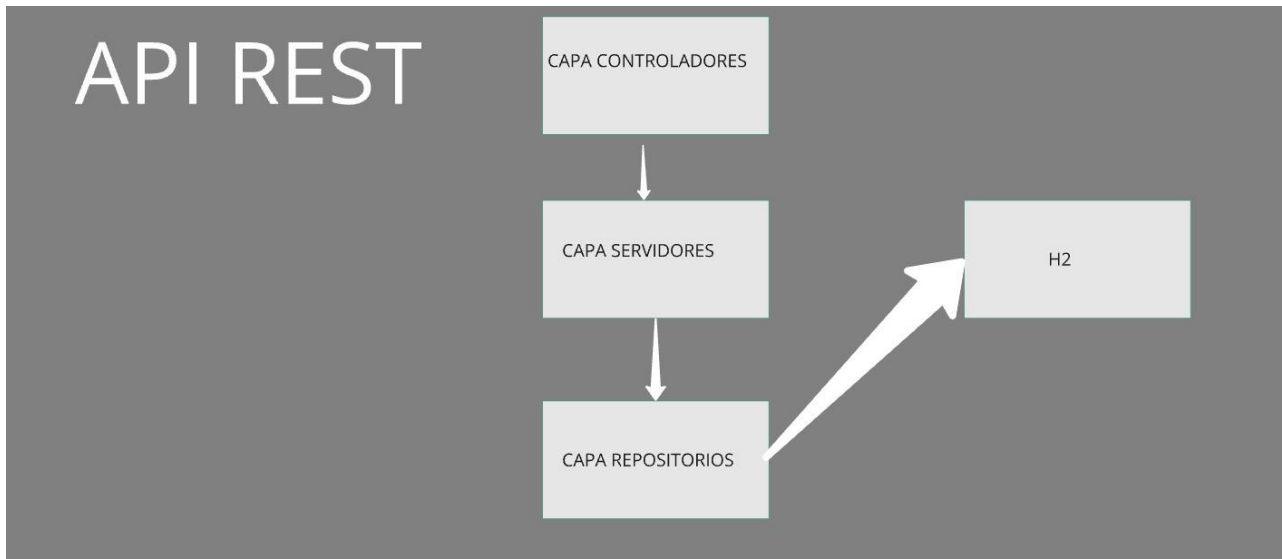 API REST
CAPA CONTROLADORES
CAPA SERVIDORES
H2
CAPA REPOSITORIOS